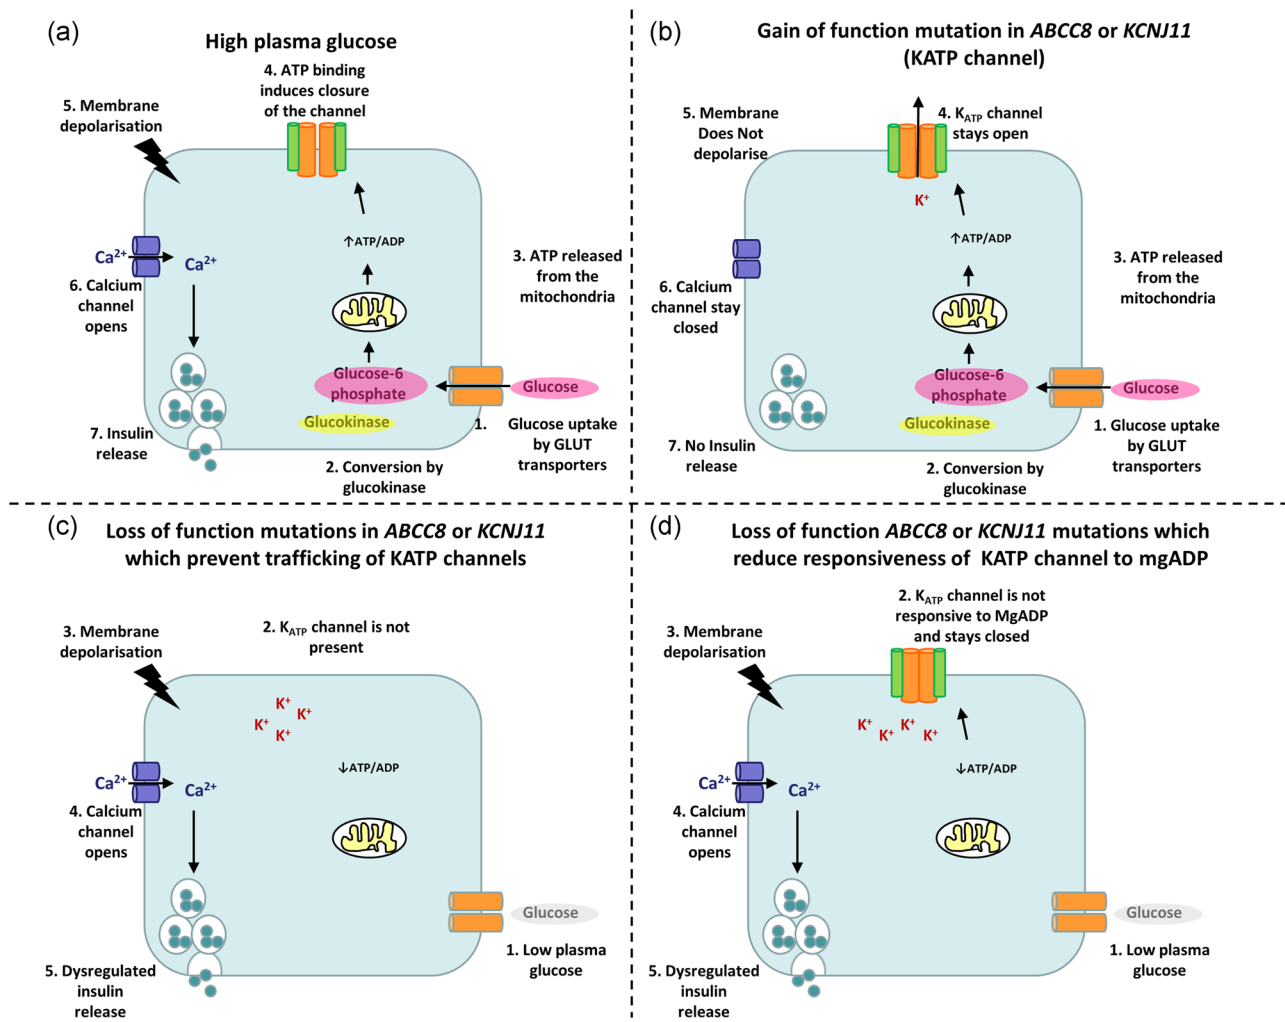 (a)
High plasma glucose
4. ATP binding
induces closure
of the channel
5. Membrane
depolarisation
↑ATP/ADP
Ca²⁺
Ca²⁺
3. ATP released
from the
mitochondria
6. Calcium
channel
opens
Glucose-6
phosphate
Glucose
Glucokinase
1. Glucose uptake
by GLUT
transporters
7. Insulin
release
2. Conversion by
glucokinase
(b)
Gain of function mutation in ABCC8 or KCNJ11
(KATP channel)
5. Membrane
Does Not
depolarise
4. KATP channel
stays open
K⁺
↑ATP/ADP
3. ATP released
from the
mitochondria
6. Calcium
channel stay
closed
Glucose-6
phosphate
Glucose
Glucokinase
1. Glucose uptake
by GLUT
transporters
7. No Insulin
release
2. Conversion by
glucokinase
(c)
Loss of function mutations in ABCC8 or KCNJ11
which prevent trafficking of KATP channels
3. Membrane
depolarisation
2. KATP channel is not
present
K⁺
K⁺
K⁺
K⁺
↓ATP/ADP
Ca²⁺
Ca²⁺
4. Calcium
channel
opens
Glucose
1. Low plasma
glucose
5. Dysregulated
insulin
release
(d)
Loss of function ABCC8 or KCNJ11 mutations which
reduce responsiveness of KATP channel to mgADP
2. KATP channel is not
responsive to MgADP
and stays closed
3. Membrane
depolarisation
K⁺
K⁺
K⁺
K⁺
↓ATP/ADP
Ca²⁺
Ca²⁺
4. Calcium
channel
opens
Glucose
1. Low plasma
glucose
5. Dysregulated
insulin
release